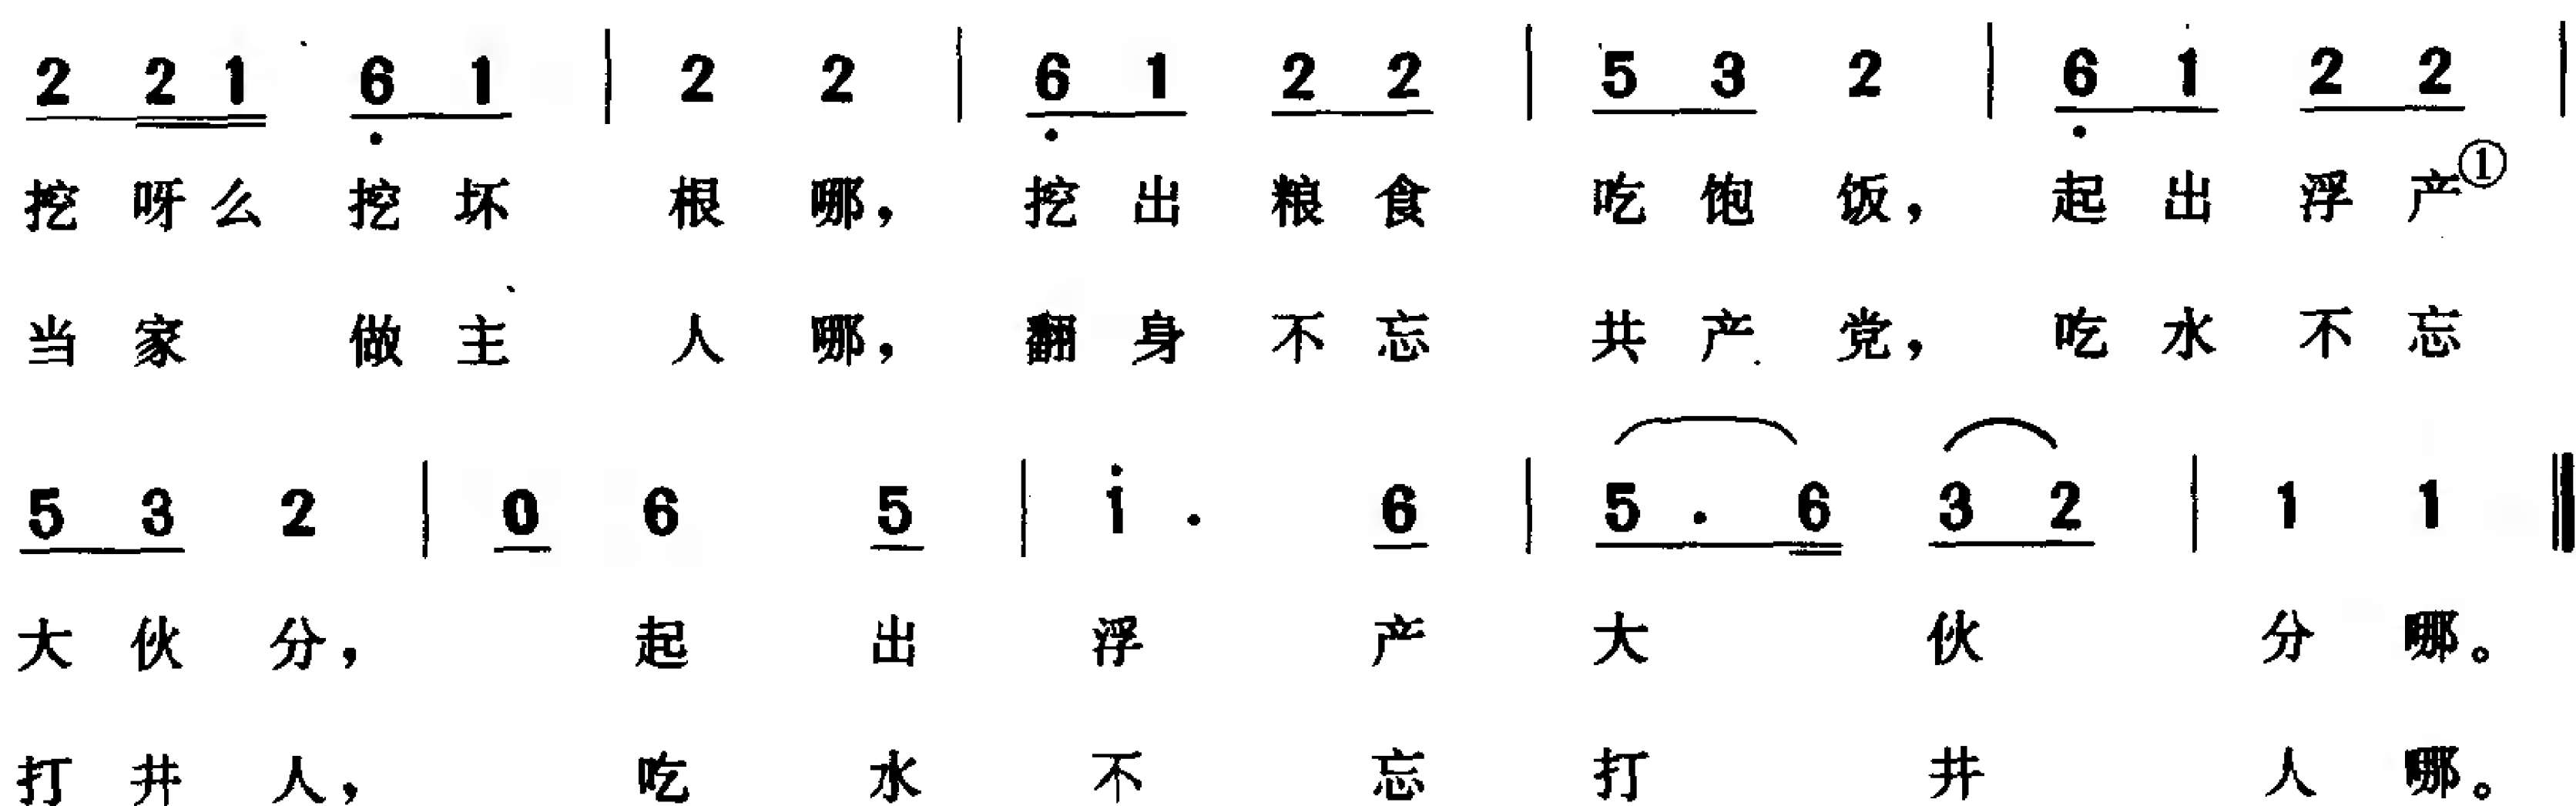 2 2 1 6 1 | 2 2 | 6 1 2 2 | 5 3 2 | 6 1 2 2 |
挖 呀 么 挖 坏 根 哪， 挖 出 粮 食 吃 饱 饭， 起 出 浮 产①
当 家 做 主 人 哪， 翻 身 不 忘 共 产 党， 吃 水 不 忘
5 3 2 | 0 6 5 | i · 6 | 5 · 6 3 2 | 1 1 ‖
大 伙 分， 起 出 浮 产 大 伙 分 哪。
打 井 人， 吃 水 不 忘 打 井 人 哪。